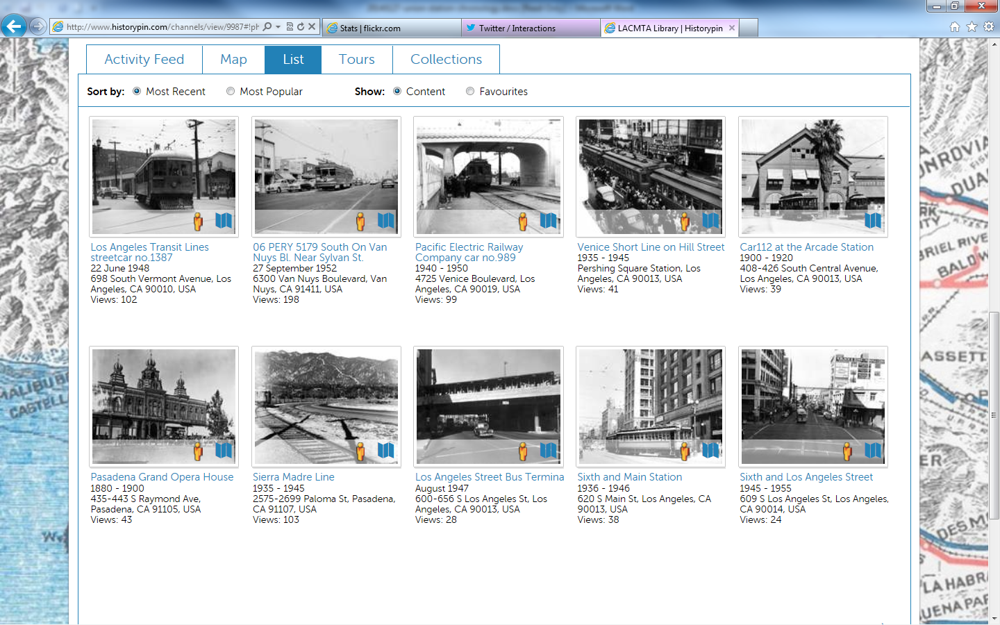 http://www.historypin.com/channels/view/9987#!ph
Stats | flickr.com
Twitter / Interactions
LACMTA Library | Historypin
Activity Feed
Map
List
Tours
Collections
Sort by: Most Recent Most Popular Show: Content Favourites
Los Angeles Transit Lines
streetcar no.1387
22 June 1948
698 South Vermont Avenue, Los
Angeles, CA 90010, USA
Views: 102
06 PERY 5179 South On Van
Nuys Bl. Near Sylvan St.
27 September 1952
6300 Van Nuys Boulevard, Van
Nuys, CA 91411, USA
Views: 198
Pacific Electric Railway
Company car no.989
1940 - 1950
4725 Venice Boulevard, Los
Angeles, CA 90019, USA
Views: 99
Venice Short Line on Hill Street
1935 - 1945
Pershing Square Station, Los
Angeles, CA 90013, USA
Views: 41
Car112 at the Arcade Station
1900 - 1920
408-426 South Central Avenue,
Los Angeles, CA 90013, USA
Views: 39
Pasadena Grand Opera House
1880 - 1900
435-443 S Raymond Ave,
Pasadena, CA 91105, USA
Views: 43
Sierra Madre Line
1935 - 1945
2575-2699 Paloma St, Pasadena,
CA 91107, USA
Views: 103
Los Angeles Street Bus Termina
August 1947
600-656 S Los Angeles St, Los
Angeles, CA 90013, USA
Views: 28
Sixth and Main Station
1936 - 1946
620 S Main St, Los Angeles, CA
90013, USA
Views: 38
Sixth and Los Angeles Street
1945 - 1955
609 S Los Angeles St, Los Angeles,
CA 90014, USA
Views: 24
MALIBU
CASTELL
NROVIA
DUA
RK
ITY
BRIEL RIVE
BALDW
ASSETT
DES M
LA HABR
UENA PAR